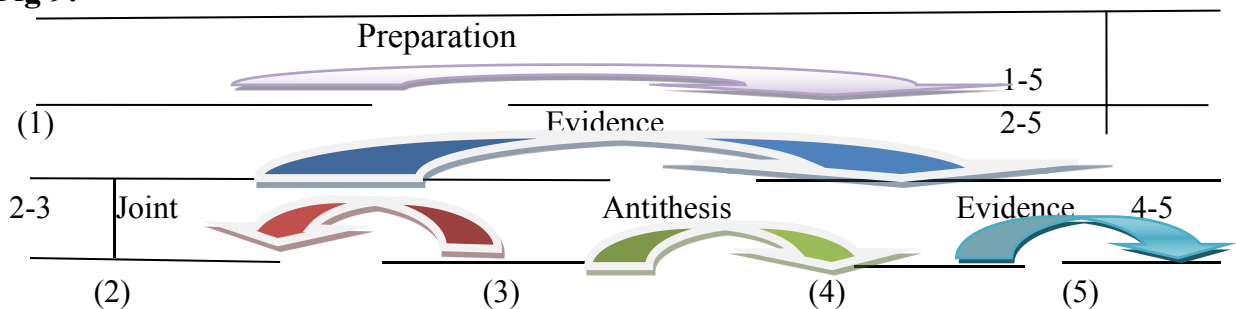 Preparation
1-5
(1) Evidence 2-5
2-3 Joint Antithesis Evidence 4-5
(2) (3) (4) (5)